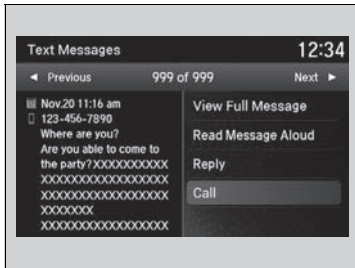 Text Messages 12:34
◄ Previous 999 of 999 Next ►
Nov.20 11:16 am
123-456-7890
Where are you?
Are you able to come to
the party?XXXXXXXXXX
XXXXXXXXXXXXXXXXX
XXXXXXXXXXXXXXXXX
XXXXXXX
XXXXXXXXXXXXXXXXX
View Full Message
Read Message Aloud
Reply
Call